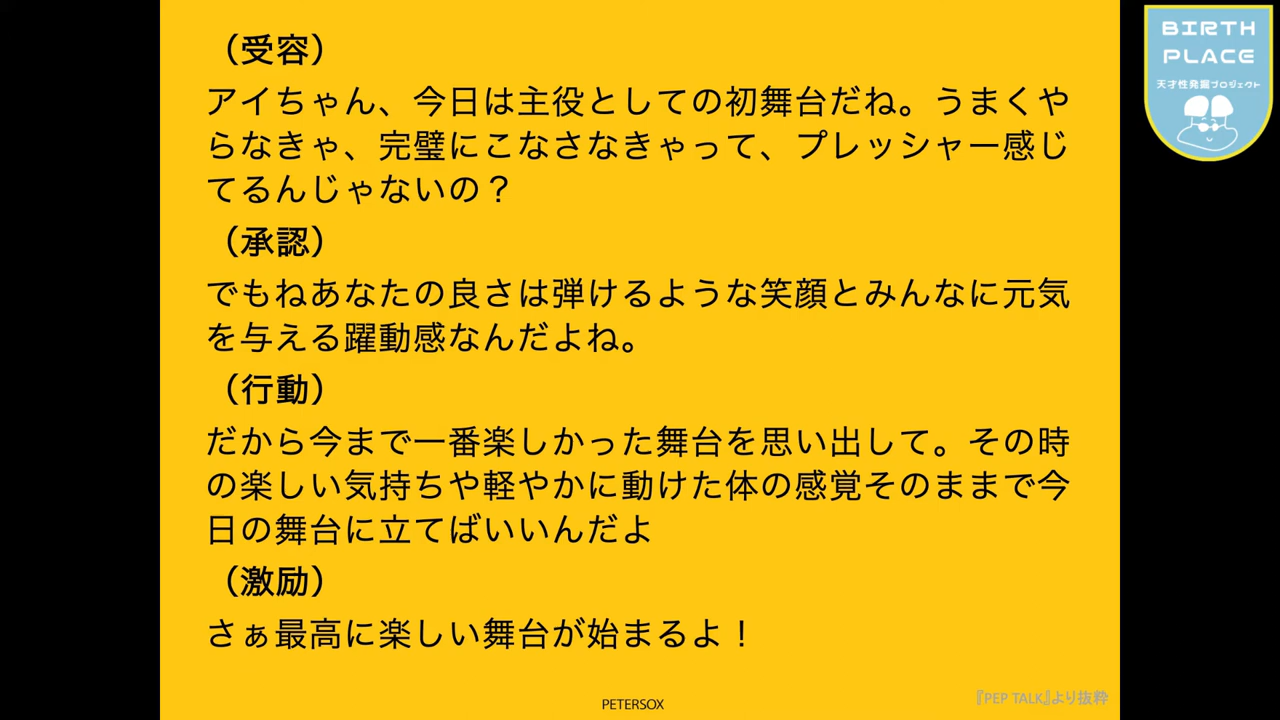 （受容）
アイちゃん、今日は主役としての初舞台だね。うまくや
らなきゃ、完璧にこなさなきゃって、プレッシャー感じ
てるんじゃないの？
（承認）
でもねあなたの良さは弾けるような笑顔とみんなに元気
を与える躍動感なんだよね。
（行動）
だから今まで一番楽しかった舞台を思い出して。その時
の楽しい気持ちや軽やかに動けた体の感覚そのままで今
日の舞台に立てばいいんだよ
（激励）
さぁ最高に楽しい舞台が始まるよ！
PETERSOX
『PEP TALK』より抜粋
BIRTH
PLACE
天才性発掘プロジェクト